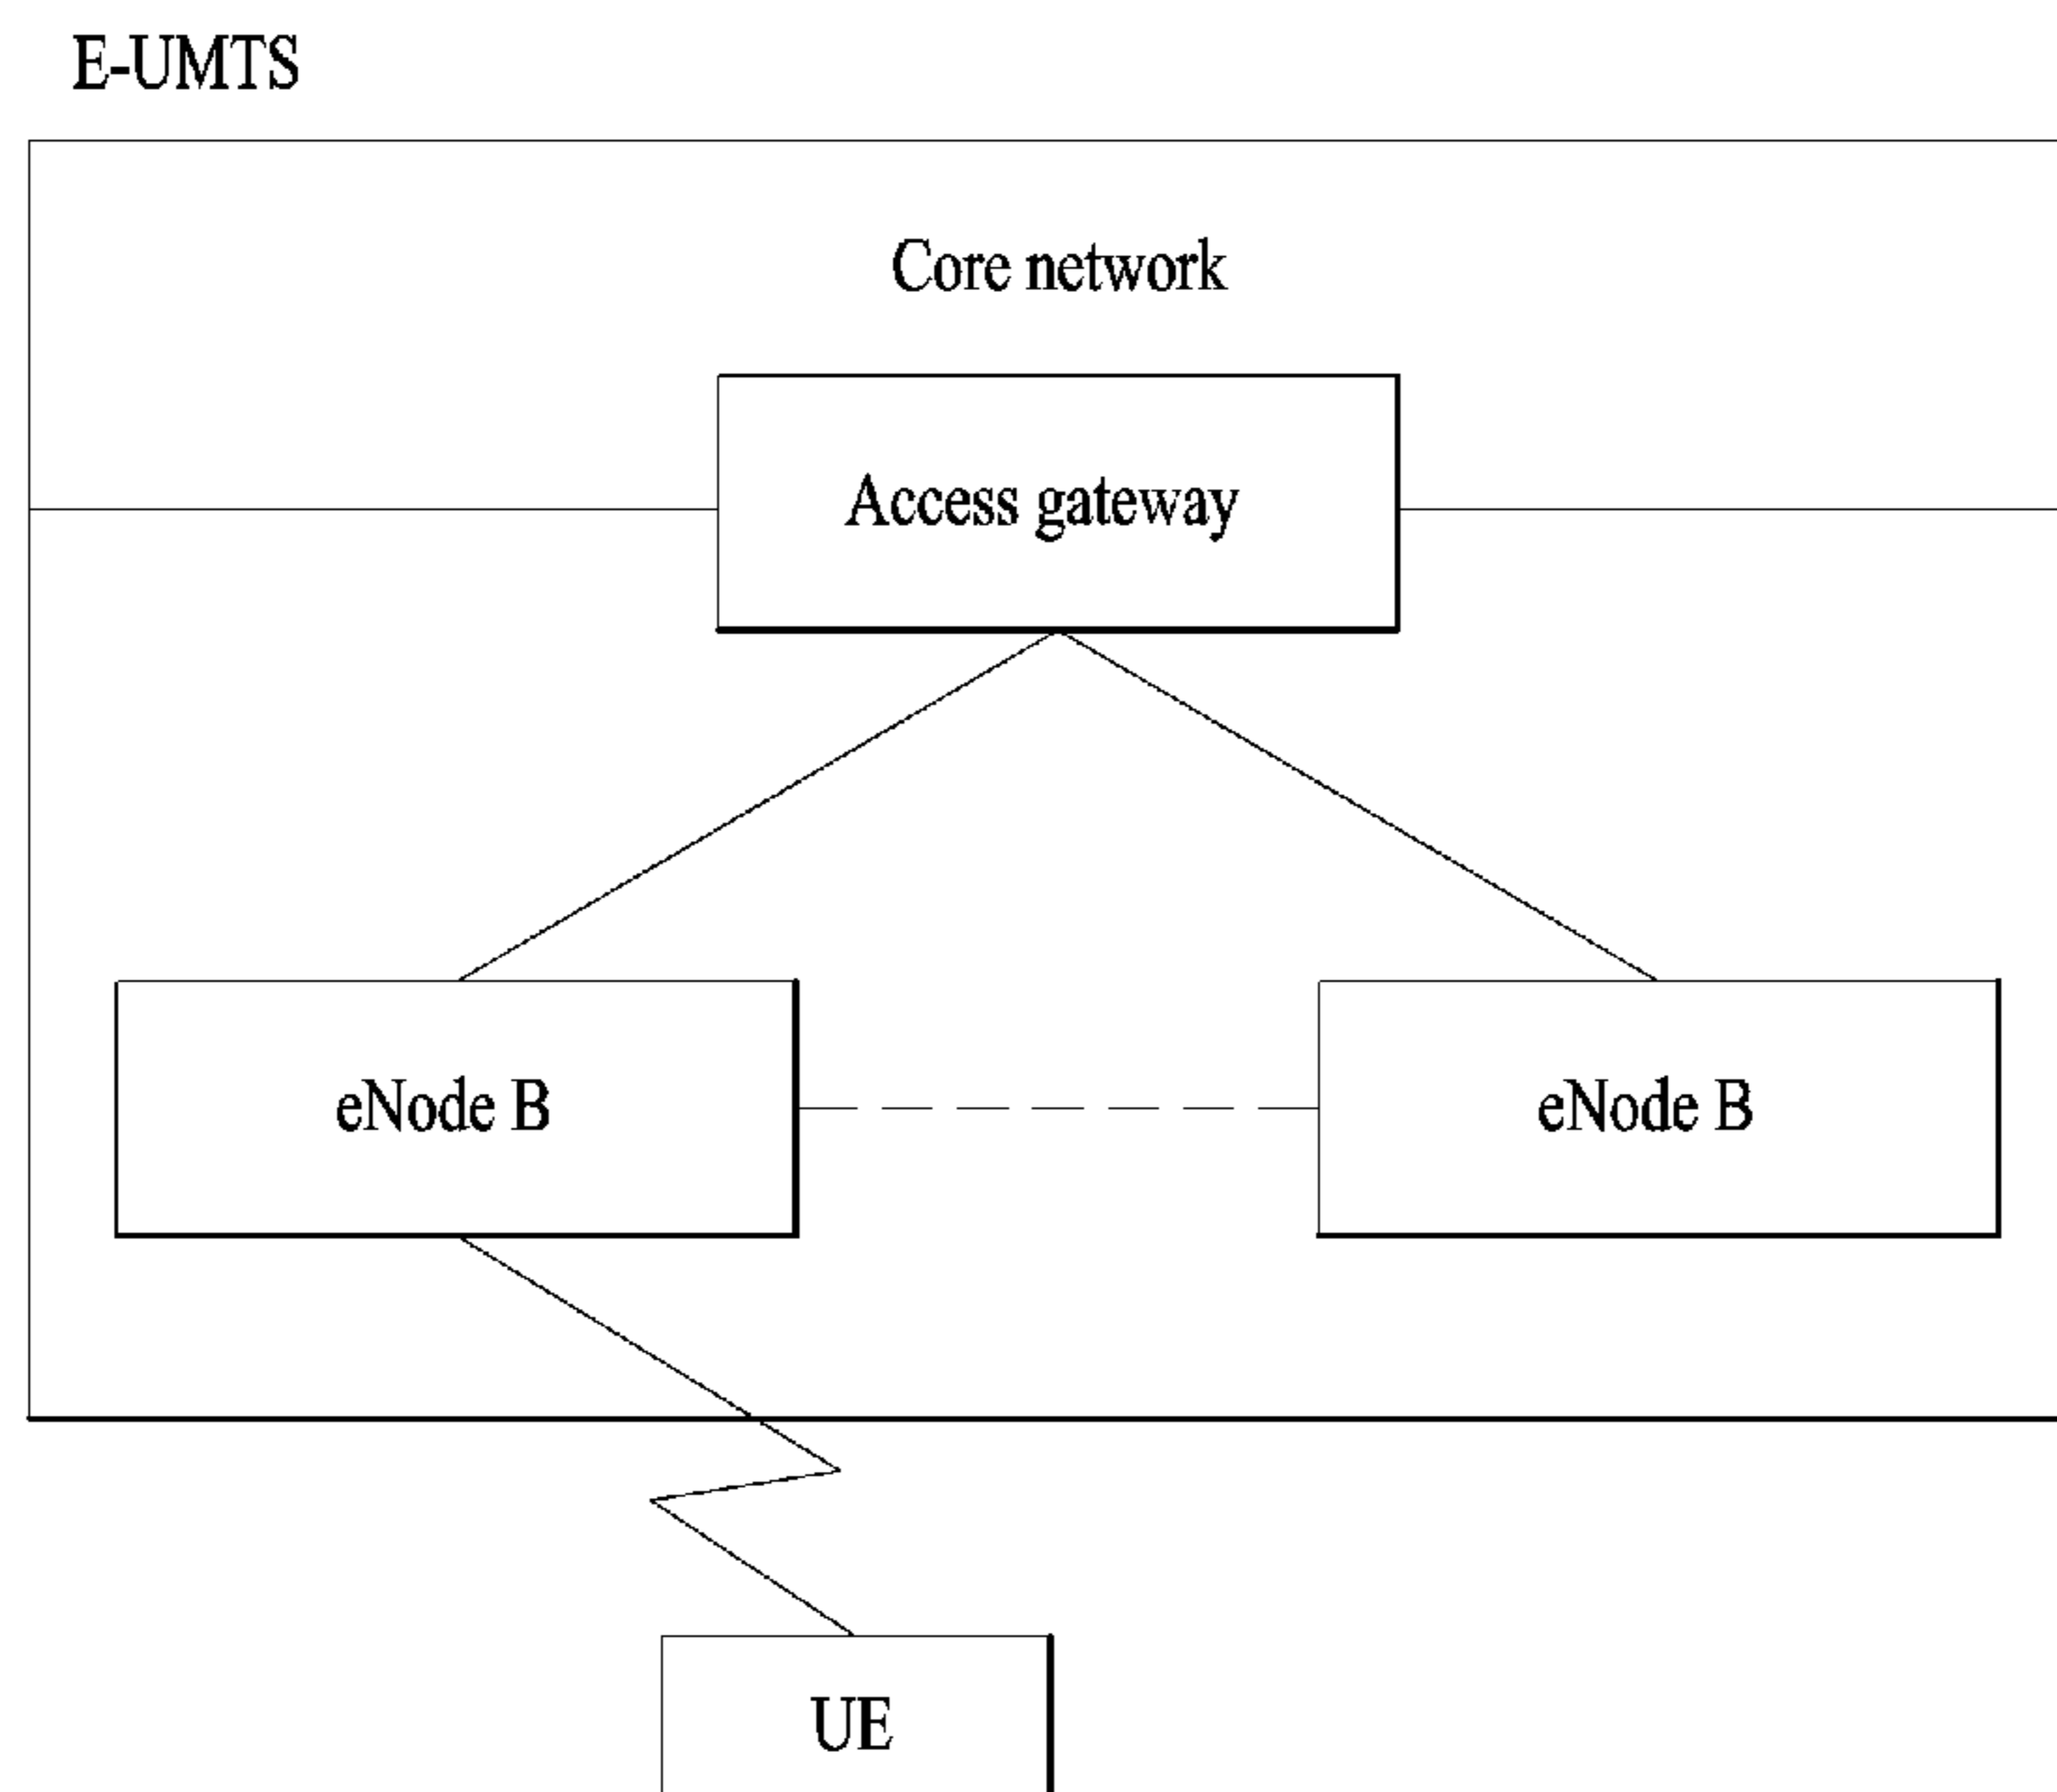 E-UMTS
Core network
Access gateway
eNode B
eNode B
UE